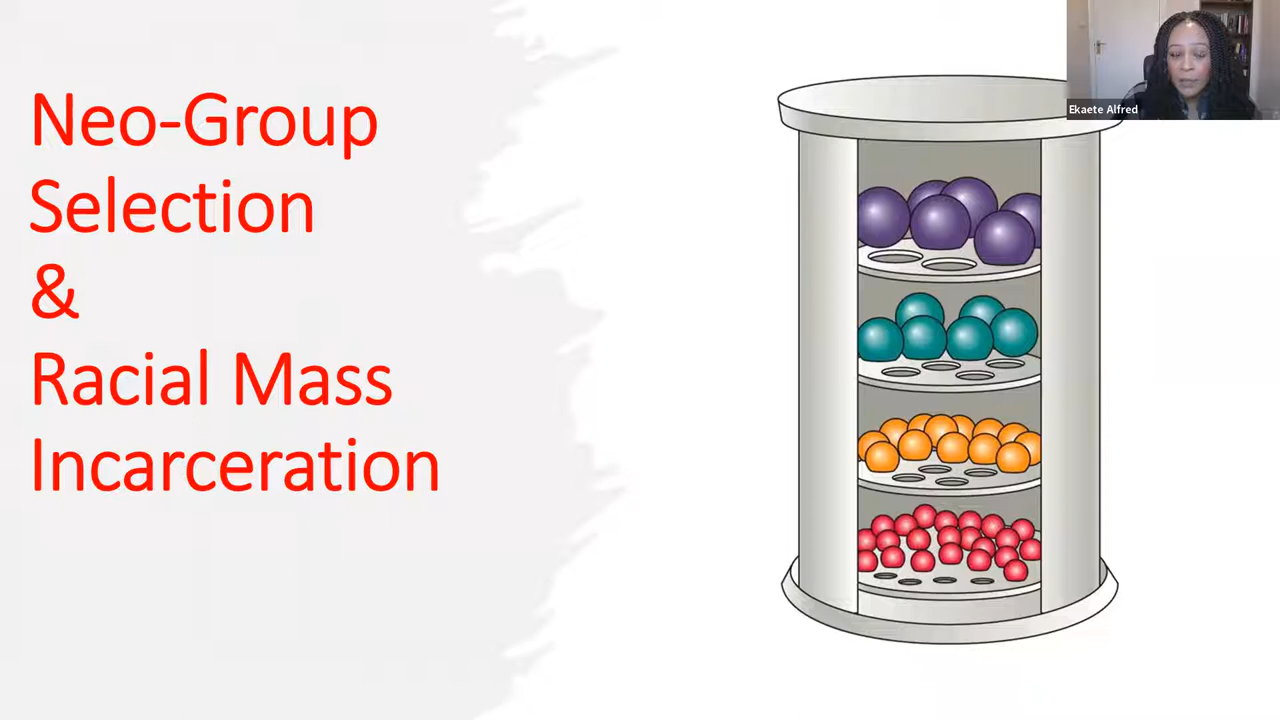 Neo-Group
Selection
&
Racial Mass
Incarceration
Ekaete Alfred